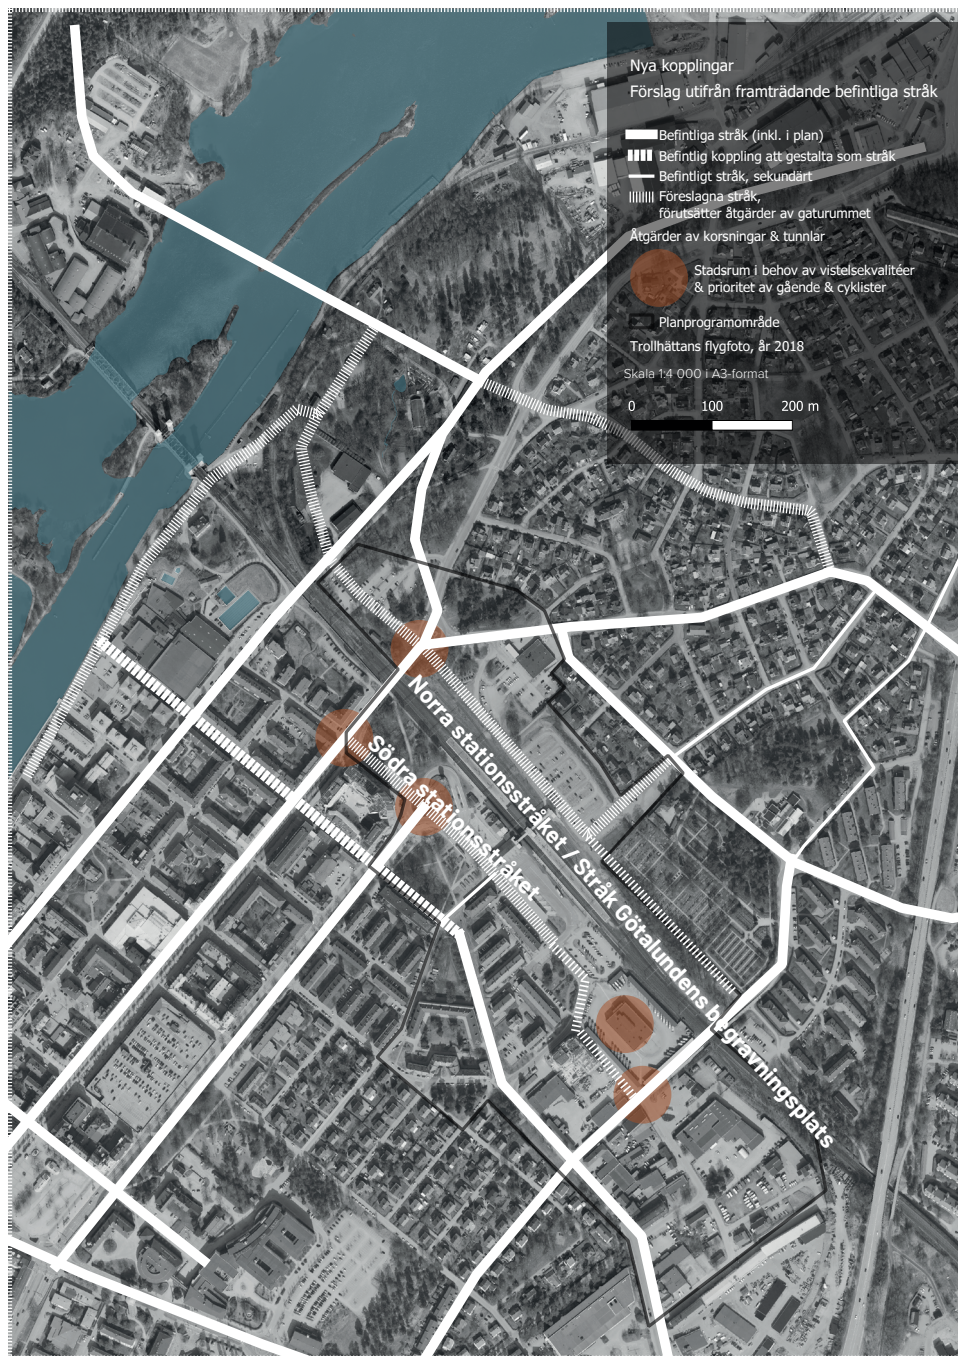 Nya kopplingar
Förslag utifrån framträdande befintliga stråk
Befintliga stråk (inkl. i plan)
Befintlig koppling att gestalta som stråk
Befintligt stråk, sekundärt
Föreslagna stråk,
förutsätter åtgärder av gaturummet
Åtgärder av korsningar & tunnlar
Stadsrum i behov av vistelsekvalitéer
& prioritet av gående & cyklister
Planprogramområde
Trollhättans flygfoto, år 2018
Skala 1:4 000 i A3-format
0 100 200 m
Norra stationsstråket / Stråk Götalundens begravningsplats
Södra stationsstråket